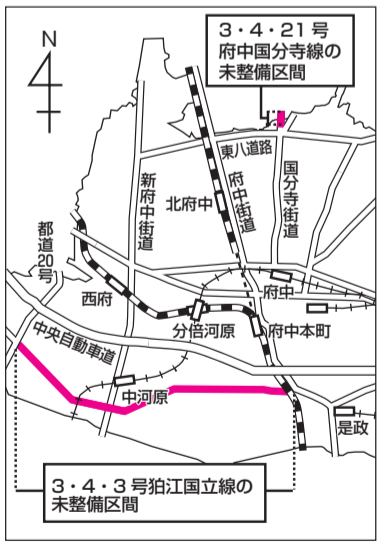 3・4・21号
府中国分寺線の
未整備区間
N
東八道路
新府中街道
府中街道
国分寺街道
北府中
都道20号
府中
西府
分倍河原
府中本町
中央自動車道
中河原
是政
3・4・3号狛江国立線の
未整備区間